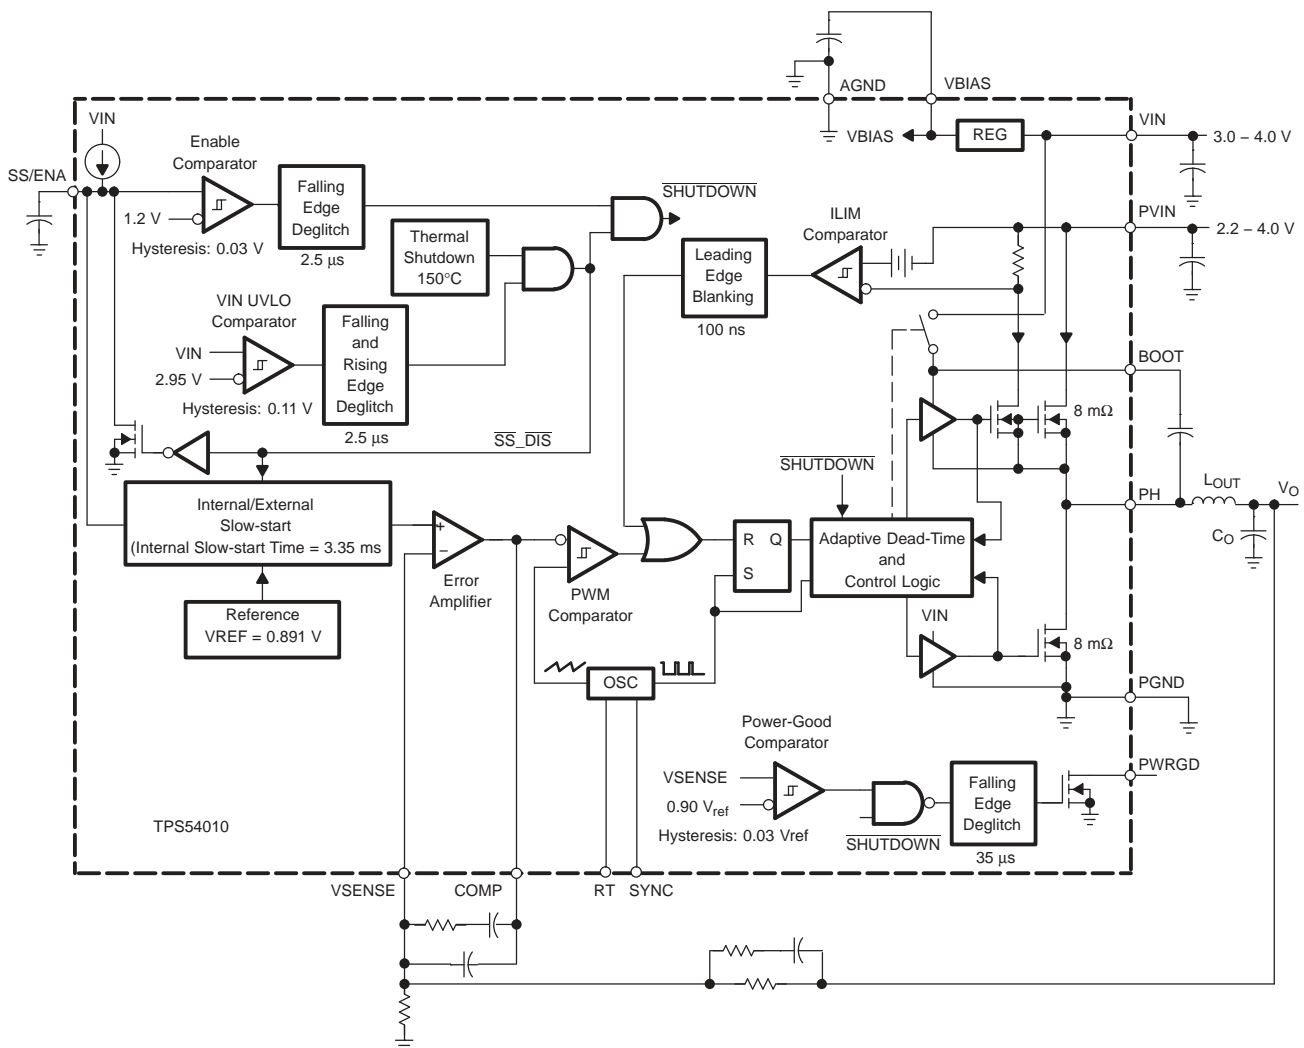 AGND
VBIAS
VIN
VIN
3.0 – 4.0 V
VBIAS
REG
Enable
Comparator
SS/ENA
1.2 V
Hysteresis: 0.03 V
Falling
Edge
Deglitch
2.5 µs
SHUTDOWN
Thermal
Shutdown
150°C
ILIM
Comparator
PVIN
2.2 – 4.0 V
Leading
Edge
Blanking
100 ns
VIN UVLO
Comparator
VIN
2.95 V
Hysteresis: 0.11 V
Falling
and
Rising
Edge
Deglitch
2.5 µs
BOOT
8 mΩ
SS_DIS
SHUTDOWN
PH
LOUT
VO
CO
Internal/External
Slow-start
(Internal Slow-start Time = 3.35 ms
Reference
VREF = 0.891 V
+
−
Error
Amplifier
PWM
Comparator
R Q
S
Adaptive Dead-Time
and
Control Logic
VIN
8 mΩ
OSC
PGND
Power-Good
Comparator
VSENSE
0.90 Vref
Hysteresis: 0.03 Vref
SHUTDOWN
Falling
Edge
Deglitch
35 µs
PWRGD
TPS54010
VSENSE
COMP
RT
SYNC